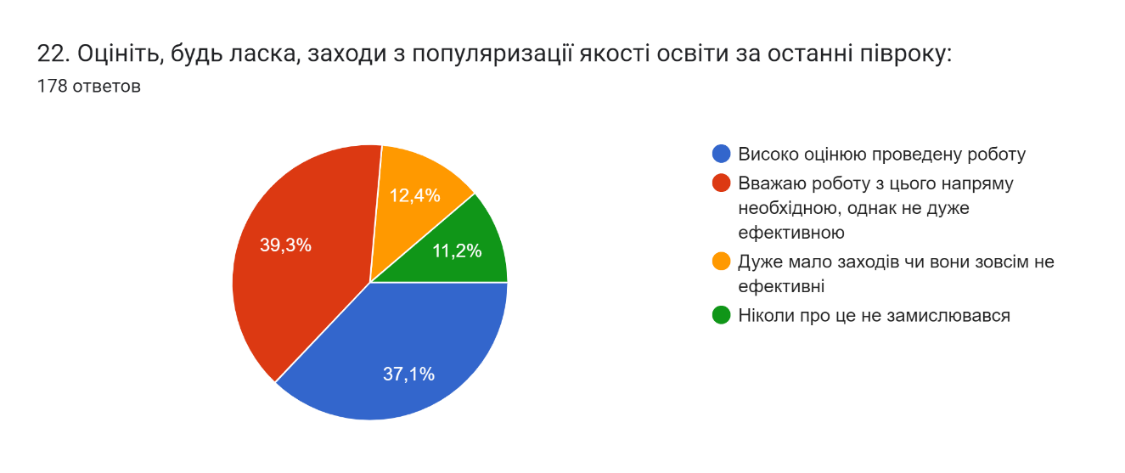 22. Оцініть, будь ласка, заходи з популяризації якості освіти за останні півроку:
178 ответов
12,4%
39,3%
11,2%
37,1%
Високо оцінюю проведену роботу
Вважаю роботу з цього напряму
необхідною, однак не дуже
ефективною
Дуже мало заходів чи вони зовсім не
ефективні
Ніколи про це не замислювався